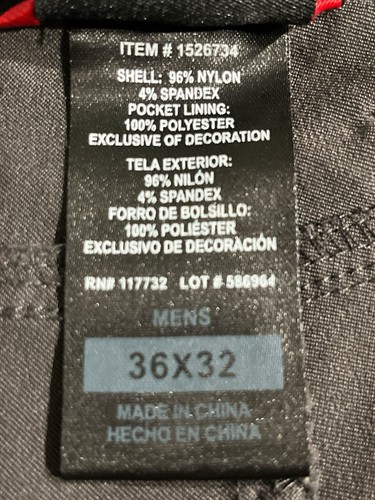 ITEM # 1526734
SHELL: 96% NYLON
4% SPANDEX
POCKET LINING:
100% POLYESTER
EXCLUSIVE OF DECORATION
TELA EXTERIOR:
96% NILÓN
4% SPANDEX
FORRO DE BOLSILLO:
100% POLIÉSTER
EXCLUSIVO DE DECORACIÓN
RN# 117732 LOT # 586964
MENS
36X32
MADE IN CHINA
HECHO EN CHINA